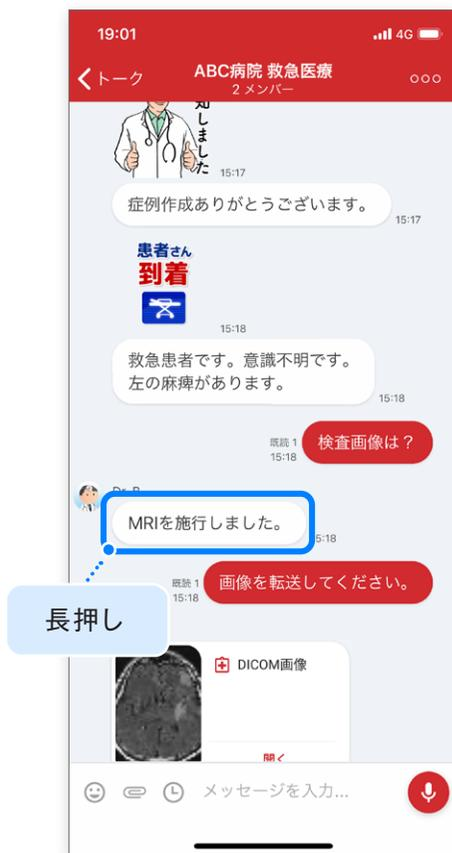 19:01
4G
トーク
ABC病院 救急医療
2 メンバー
知しました
15:17
症例作成ありがとうございます。
15:17
患者さん
到着
15:18
救急患者です。意識不明です。
左の麻痺があります。
15:18
検査画像は？
既読 1
15:18
MRIを施行しました。
5:18
画像を転送してください。
既読 1
15:18
長押し
DICOM画像
開く
メッセージを入力...